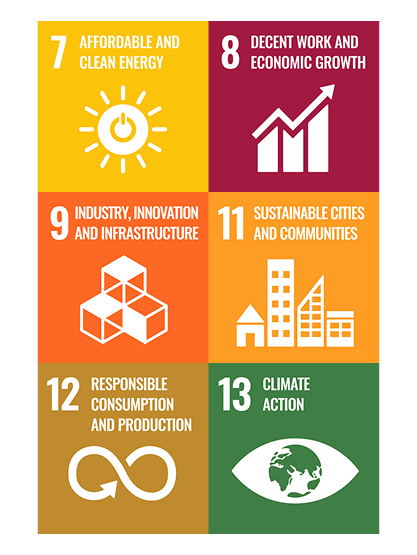 7 AFFORDABLE AND
CLEAN ENERGY
8 DECENT WORK AND
ECONOMIC GROWTH
9 INDUSTRY, INNOVATION
AND INFRASTRUCTURE
11 SUSTAINABLE CITIES
AND COMMUNITIES
12 RESPONSIBLE
CONSUMPTION
AND PRODUCTION
13 CLIMATE
ACTION